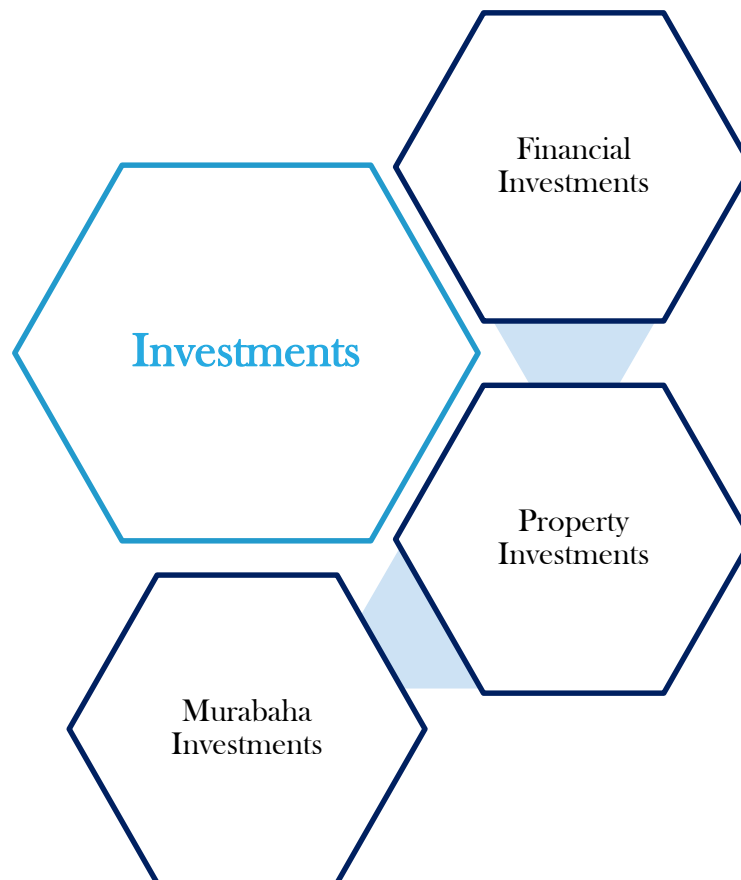 Financial
Investments
Investments
Property
Investments
Murabaha
Investments